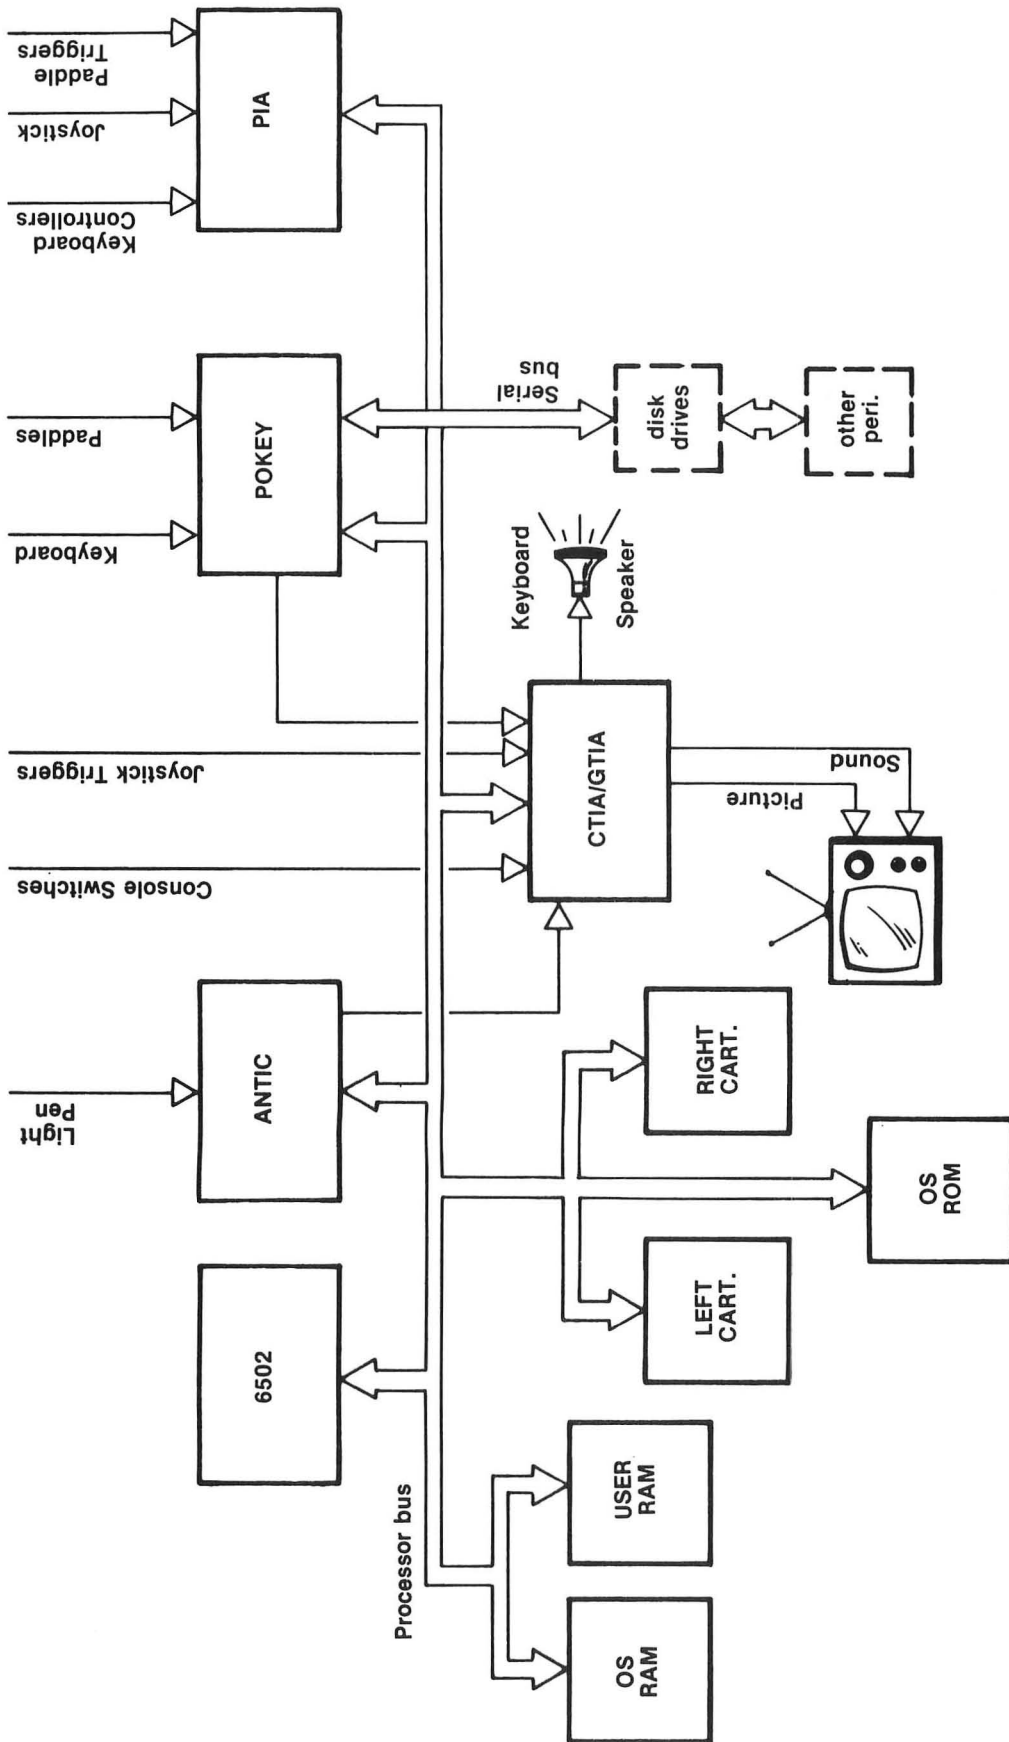 Light
Pen
Console Switches
Joystick Triggers
Keyboard
Paddles
Keyboard
Controllers
Joystick
Paddle
Triggers
6502
ANTIC
POKEY
PIA
Processor bus
OS
RAM
USER
RAM
LEFT
CART.
RIGHT
CART.
OS
ROM
CTIA/GTIA
Keyboard
Speaker
Picture
Sound
Serial
bus
disk
drives
other
peri.